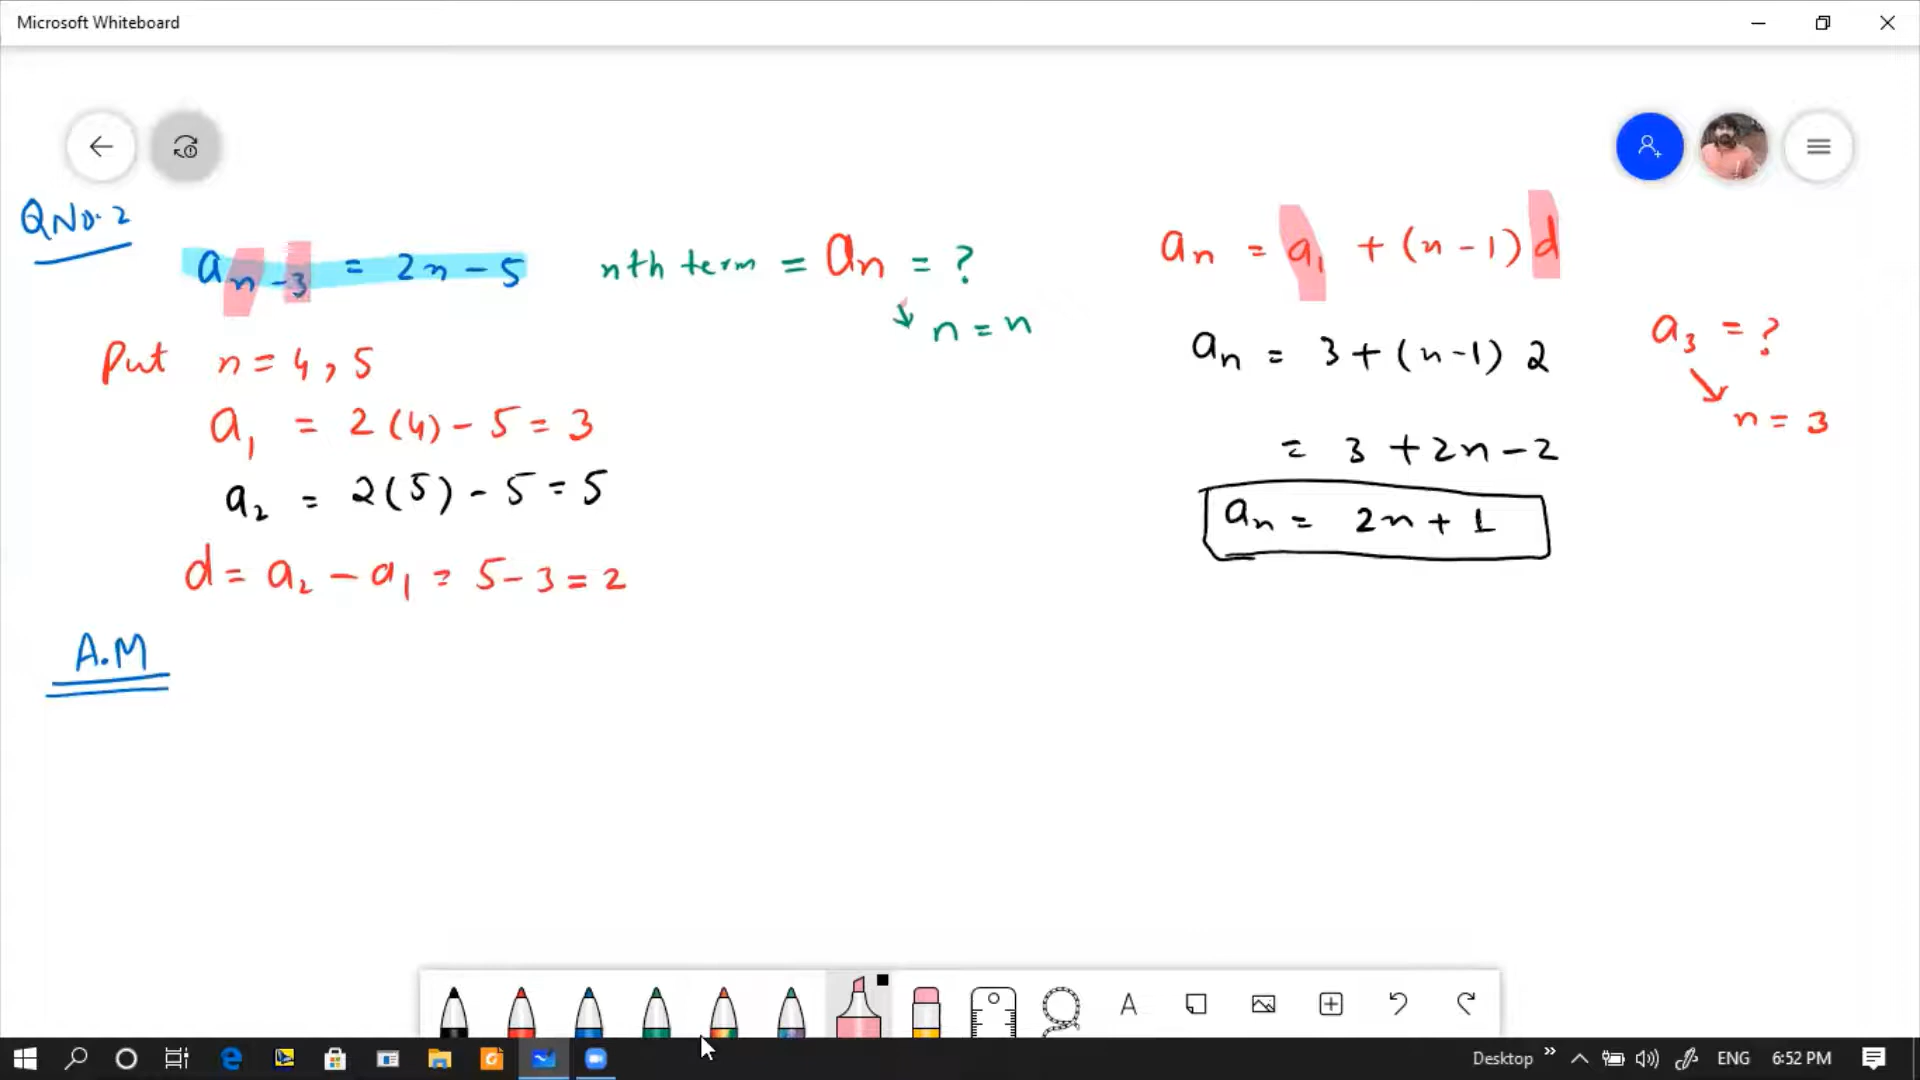 Microsoft Whiteboard
QNo.2
a n-3 = 2n - 5
nth term = an = ?
n = n
Put n = 4, 5
a1 = 2(4) - 5 = 3
a2 = 2(5) - 5 = 5
d = a2 - a1 = 5 - 3 = 2
A.M
an = a1 + (n - 1) d
an = 3 + (n - 1) 2
= 3 + 2n - 2
an = 2n + 1
a3 = ?
n = 3
A
Desktop
ENG
6:52 PM